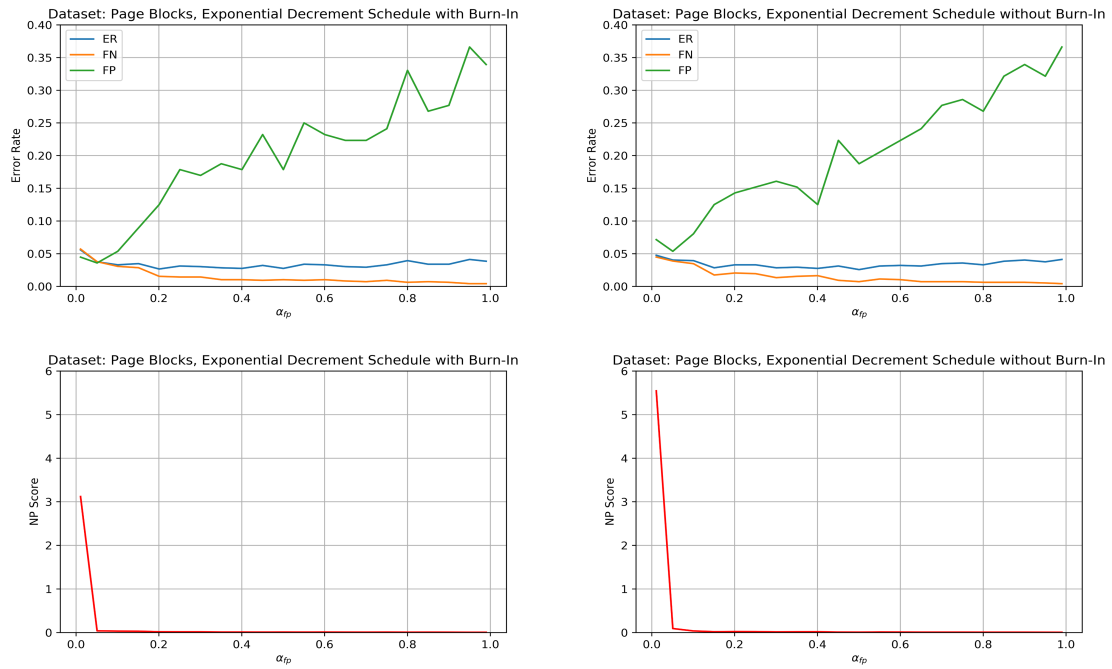 Dataset: Page Blocks, Exponential Decrement Schedule with Burn-In
0.40
0.35
0.30
0.25
0.20
0.15
0.10
0.05
0.00
Error Rate
ER
FN
FP
0.0 0.2 0.4 0.6 0.8 1.0
α_fp
Dataset: Page Blocks, Exponential Decrement Schedule without Burn-In
0.40
0.35
0.30
0.25
0.20
0.15
0.10
0.05
0.00
Error Rate
ER
FN
FP
0.0 0.2 0.4 0.6 0.8 1.0
α_fp
Dataset: Page Blocks, Exponential Decrement Schedule with Burn-In
6
5
4
3
2
1
0
NP Score
0.0 0.2 0.4 0.6 0.8 1.0
α_fp
Dataset: Page Blocks, Exponential Decrement Schedule without Burn-In
6
5
4
3
2
1
0
NP Score
0.0 0.2 0.4 0.6 0.8 1.0
α_fp